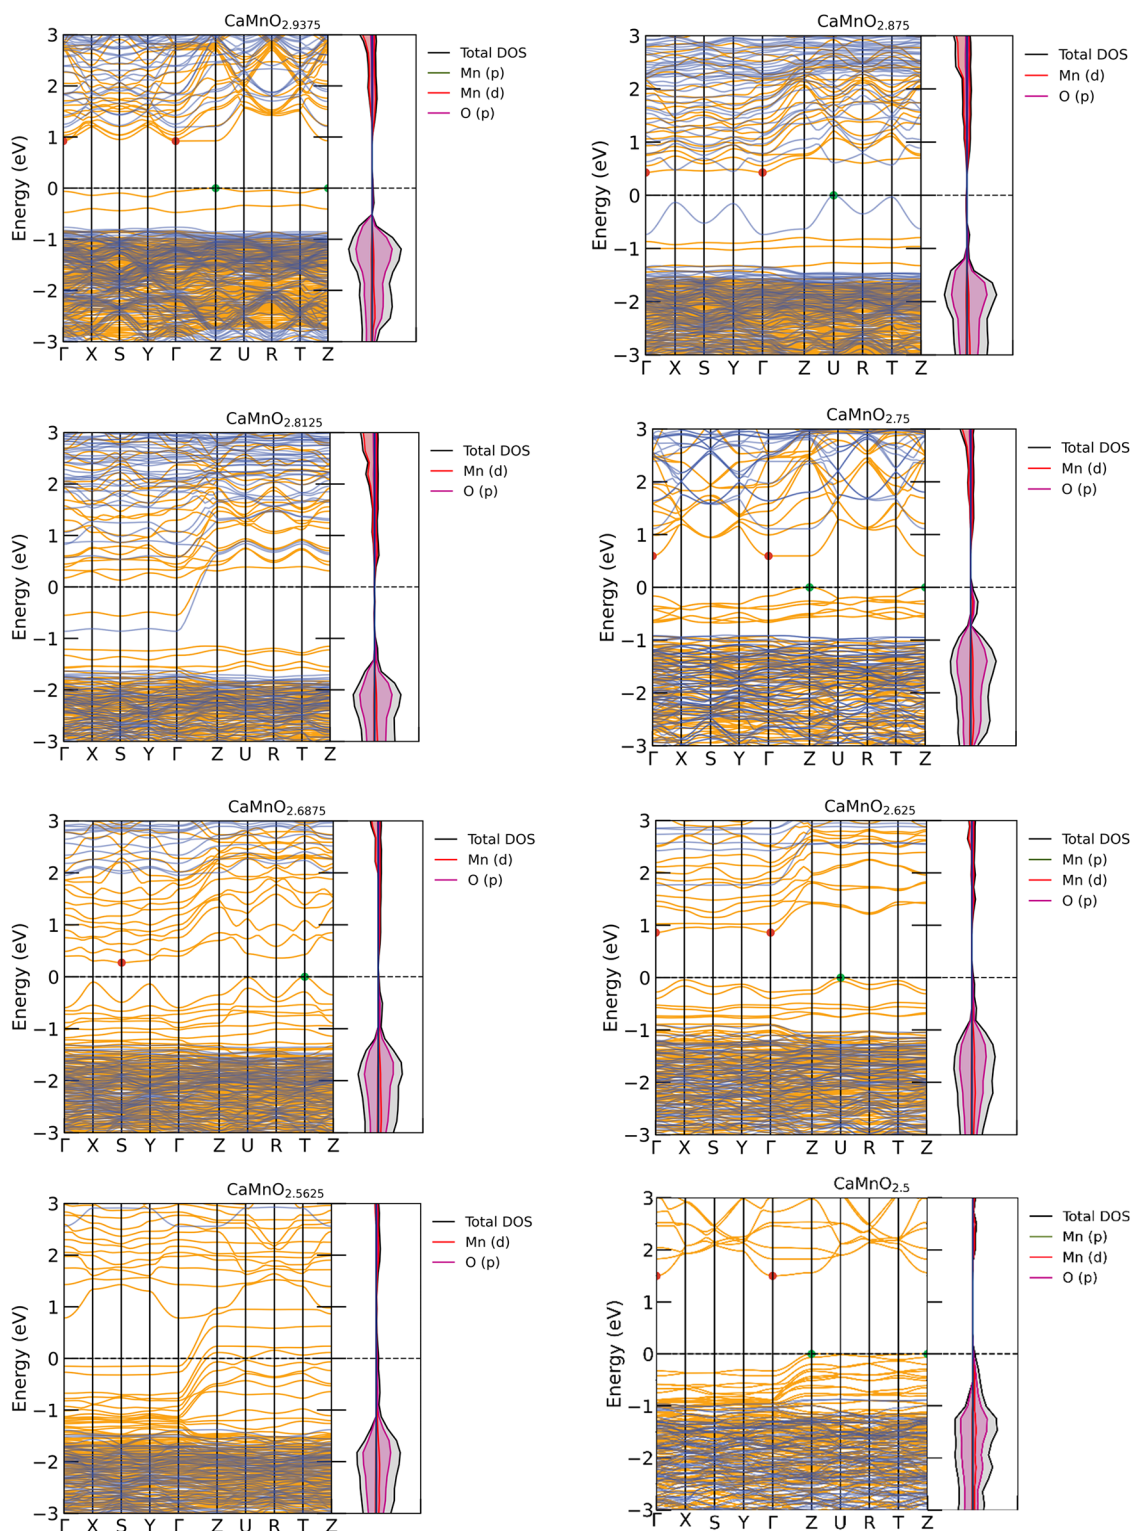 CaMnO2.9375
3
2
1
0
−1
−2
−3
Energy (eV)
Γ X S Y Γ Z U R T Z
Total DOS
Mn (p)
Mn (d)
O (p)
CaMnO2.875
3
2
1
0
−1
−2
−3
Energy (eV)
Γ X S Y Γ Z U R T Z
Total DOS
Mn (d)
O (p)
CaMnO2.8125
3
2
1
0
−1
−2
−3
Energy (eV)
Γ X S Y Γ Z U R T Z
Total DOS
Mn (d)
O (p)
CaMnO2.75
3
2
1
0
−1
−2
−3
Energy (eV)
Γ X S Y Γ Z U R T Z
Total DOS
Mn (d)
O (p)
CaMnO2.6875
3
2
1
0
−1
−2
−3
Energy (eV)
Γ X S Y Γ Z U R T Z
Total DOS
Mn (d)
O (p)
CaMnO2.625
3
2
1
0
−1
−2
−3
Energy (eV)
Γ X S Y Γ Z U R T Z
Total DOS
Mn (p)
Mn (d)
O (p)
CaMnO2.5625
3
2
1
0
−1
−2
−3
Energy (eV)
Γ X S Y Γ Z U R T Z
Total DOS
Mn (d)
O (p)
CaMnO2.5
3
2
1
0
−1
−2
−3
Energy (eV)
Γ X S Y Γ Z U R T Z
Total DOS
Mn (p)
Mn (d)
O (p)